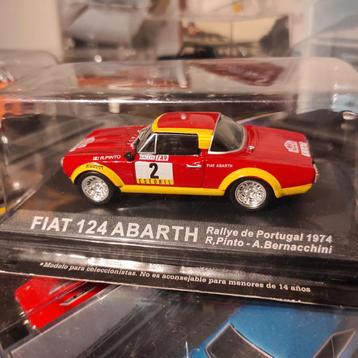 R.PINTO
2
FIAT ABARTH
FIAT 124 ABARTH
Rallye de Portugal 1974
R.Pinto - A.Bernacchini
*Modelo para coleccionistas. No es aconsejable para menores de 14 años